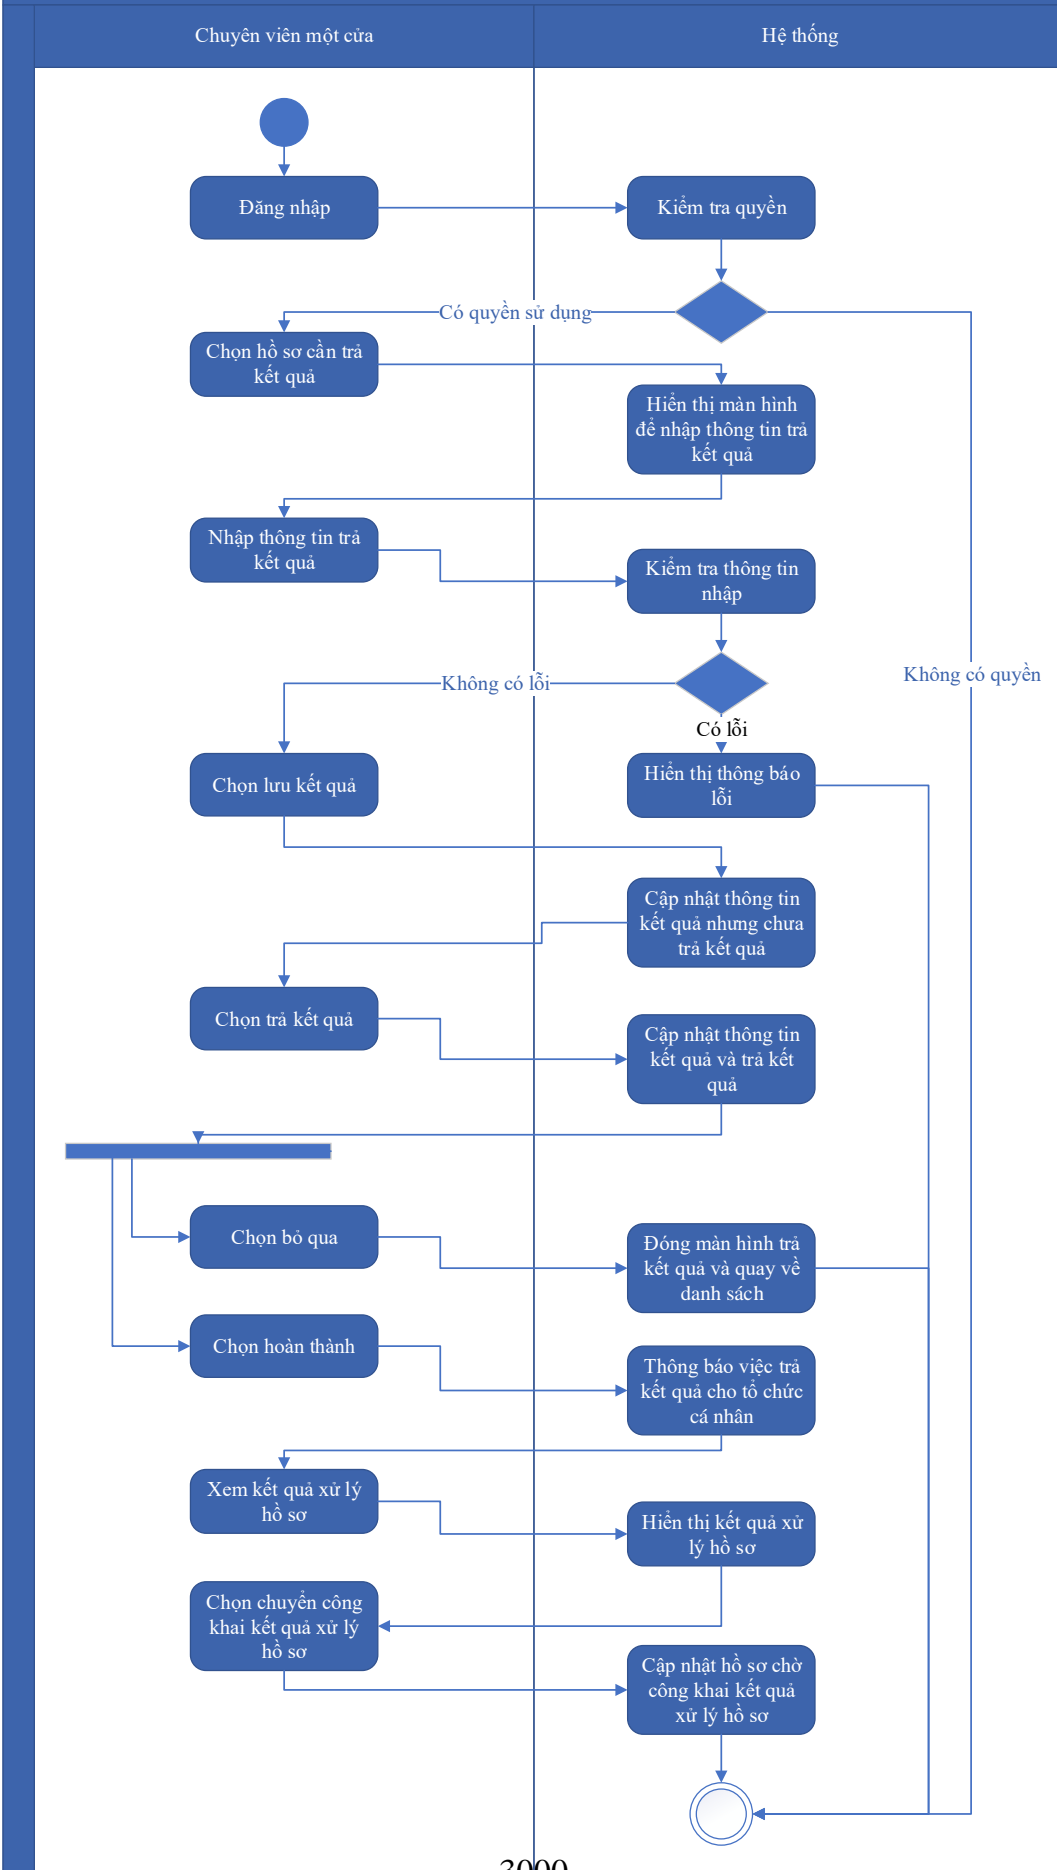 Chuyên viên một cửa
Hệ thống
Đăng nhập
Kiểm tra quyền
Có quyền sử dụng
Chọn hồ sơ cần trả
kết quả
Hiển thị màn hình
để nhập thông tin trả
kết quả
Nhập thông tin trả
kết quả
Kiểm tra thông tin
nhập
Không có quyền
Không có lỗi
Có lỗi
Chọn lưu kết quả
Hiển thị thông báo
lỗi
Cập nhật thông tin
kết quả nhưng chưa
trả kết quả
Chọn trả kết quả
Cập nhật thông tin
kết quả và trả kết
quả
Chọn bỏ qua
Đóng màn hình trả
kết quả và quay về
danh sách
Chọn hoàn thành
Thông báo việc trả
kết quả cho tổ chức
cá nhân
Xem kết quả xử lý
hồ sơ
Hiển thị kết quả xử
lý hồ sơ
Chọn chuyển công
khai kết quả xử lý
hồ sơ
Cập nhật hồ sơ chờ
công khai kết quả
xử lý hồ sơ
3000